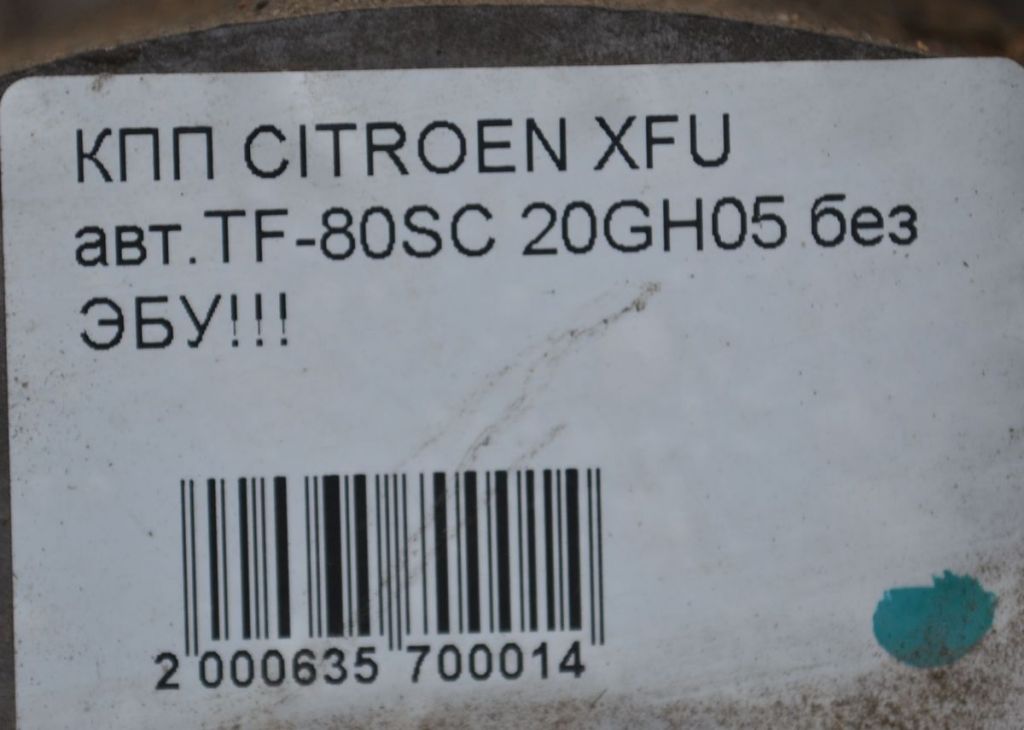 КПП CITROEN XFU
авт.TF-80SC 20GH05 без
ЭБУ!!!
2 000635 700014